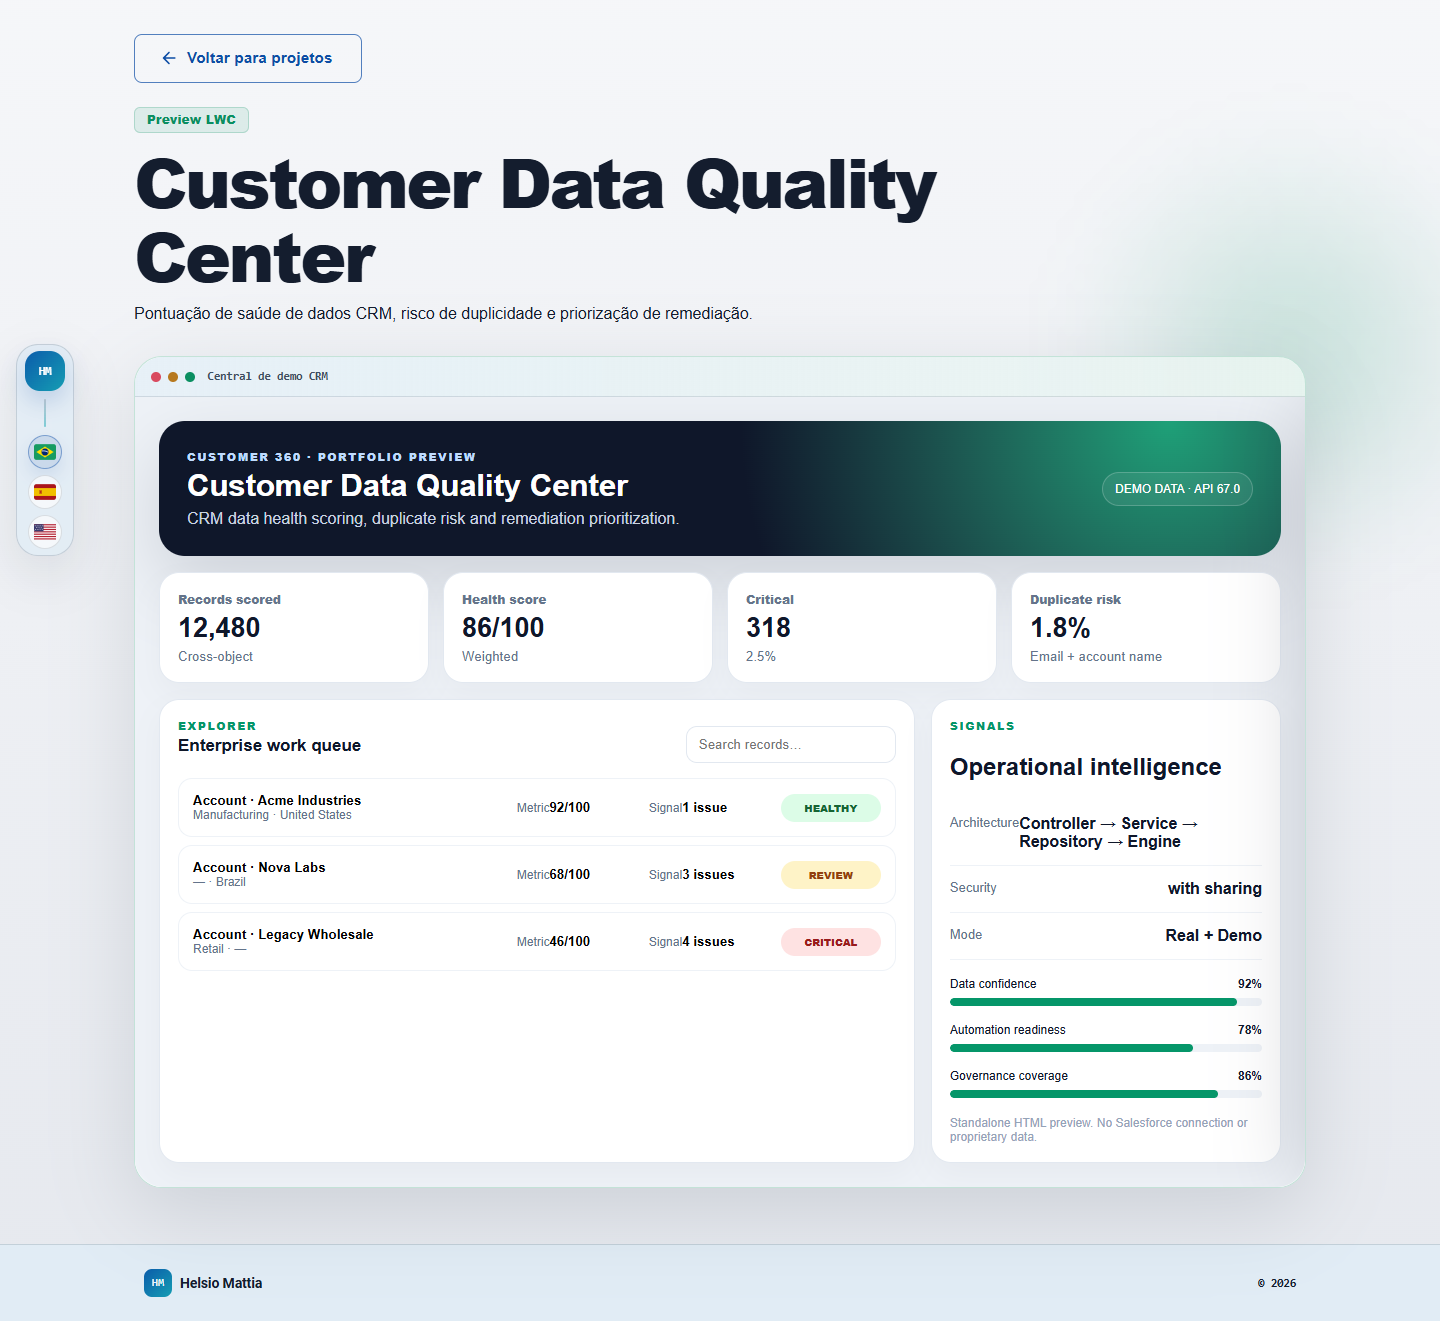 Voltar para projetos
Preview LWC
Customer Data Quality
Center
Pontuação de saúde de dados CRM, risco de duplicidade e priorização de remediação.
HM
Central de demo CRM
CUSTOMER 360 · PORTFOLIO PREVIEW
Customer Data Quality Center
CRM data health scoring, duplicate risk and remediation prioritization.
DEMO DATA · API 67.0
Records scored
12,480
Cross-object
Health score
86/100
Weighted
Critical
318
2.5%
Duplicate risk
1.8%
Email + account name
EXPLORER
Enterprise work queue
Search records...
Account · Acme Industries
Manufacturing · United States
Metric92/100
Signal1 issue
HEALTHY
Account · Nova Labs
— · Brazil
Metric68/100
Signal3 issues
REVIEW
Account · Legacy Wholesale
Retail · —
Metric46/100
Signal4 issues
CRITICAL
SIGNALS
Operational intelligence
ArchitectureController → Service →
Repository → Engine
Security with sharing
Mode Real + Demo
Data confidence 92%
Automation readiness 78%
Governance coverage 86%
Standalone HTML preview. No Salesforce connection or
proprietary data.
HM Helsio Mattia
© 2026